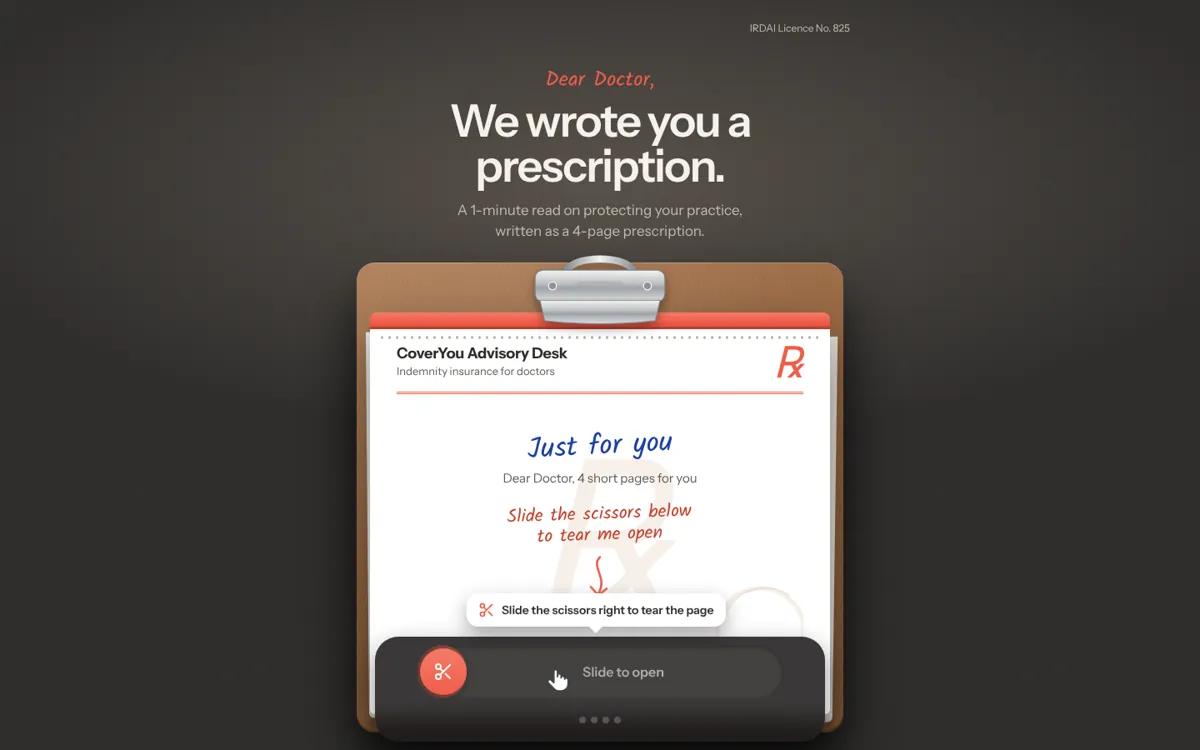 IRDAI Licence No. 825
Dear Doctor,
We wrote you a
prescription.
A 1-minute read on protecting your practice,
written as a 4-page prescription.
CoverYou Advisory Desk
Indemnity insurance for doctors
Rx
Just for you
Dear Doctor, 4 short pages for you
Slide the scissors below
to tear me open
Slide the scissors right to tear the page
Slide to open